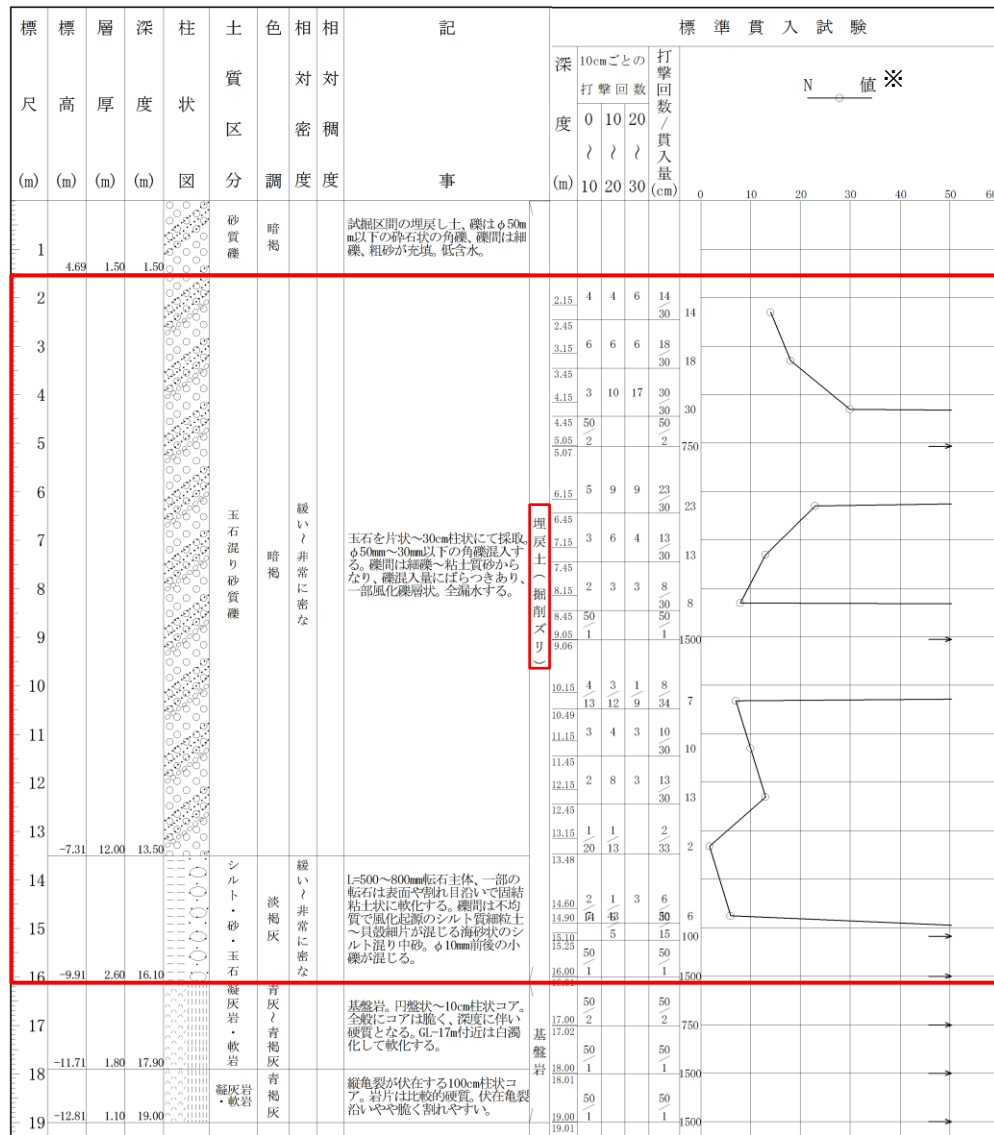 標尺(m)
標高(m)
層厚(m)
深度(m)
柱状図
土質区分
色調
相対密度
相対稠度
記事
標準貫入試験
深度(m)
10cmごとの打撃回数
0〜10
10〜20
20〜30
打撃回数/貫入量(cm)
N 値 ※
0 10 20 30 40 50 60
1
2
3
4
5
6
7
8
9
10
11
12
13
14
15
16
17
18
19
4.69 1.50 1.50
砂質礫
暗褐
試掘区間の埋戻し土、礫はφ50m
m以下の砕石状の角礫、礫間は細
礫、粗砂が充填。低含水。
-7.31 12.00 13.50
玉石混り砂質礫
暗褐
緩い〜非常に密な
玉石を片状〜30cm柱状にて採取。
φ50mm〜30mm以下の角礫混入す
る。礫間は細礫〜粘土質砂から
なり、礫混入量にばらつきあり、
一部風化礫層状。全漏水する。
埋戻土(掘削ズリ)
-9.91 2.60 16.10
シルト・砂・玉石
淡褐灰
緩い〜非常に密な
L=500〜800mm転石主体、一部の
転石は表面や割れ目沿いで固結
粘土状に軟化する。礫間は不均
質で風化起源のシルト質細粒土
〜貝殻細片が混じる海砂状のシ
ルト混り中砂。φ10mm前後の小
礫が混じる。
-11.71 1.80 17.90
凝灰岩・軟岩
青灰〜青褐灰
基盤岩。円盤状〜10cm柱状コア。
全般にコアは脆く、深度に伴い
硬質となる。GL-17m付近は白濁
化して軟化する。
基盤岩
-12.81 1.10 19.00
凝灰岩・軟岩
青褐灰
縦亀裂が伏在する100cm柱状コ
ア。岩片は比較的硬質。伏在亀裂
沿いやや脆く割れやすい。
2.15 4 4 6 14/30 14
2.45
3.15 6 6 6 18/30 18
3.45
4.15 3 10 17 30/30 30
4.45
5.05 50/2 50/2 750
5.07
6.15 5 9 9 23/30 23
6.45
7.15 3 6 4 13/30 13
7.45
8.15 2 3 3 8/30 8
8.45
9.05 50/1 50/1 1500
9.06
10.15 4/13 3/12 1/9 8/34 7
10.49
11.15 3 4 3 10/30 10
11.45
12.15 2 8 3 13/30 13
12.45
13.15 1/20 1/13 2/33 2
13.48
14.60 2 1 3 6 6
14.90
15.10 5 15 100
15.25
16.00 50/1 50/1 1500
17.00 50/2 50/2 750
17.02
18.00 50/1 50/1 1500
18.01
19.00 50/1 50/1 1500
19.01